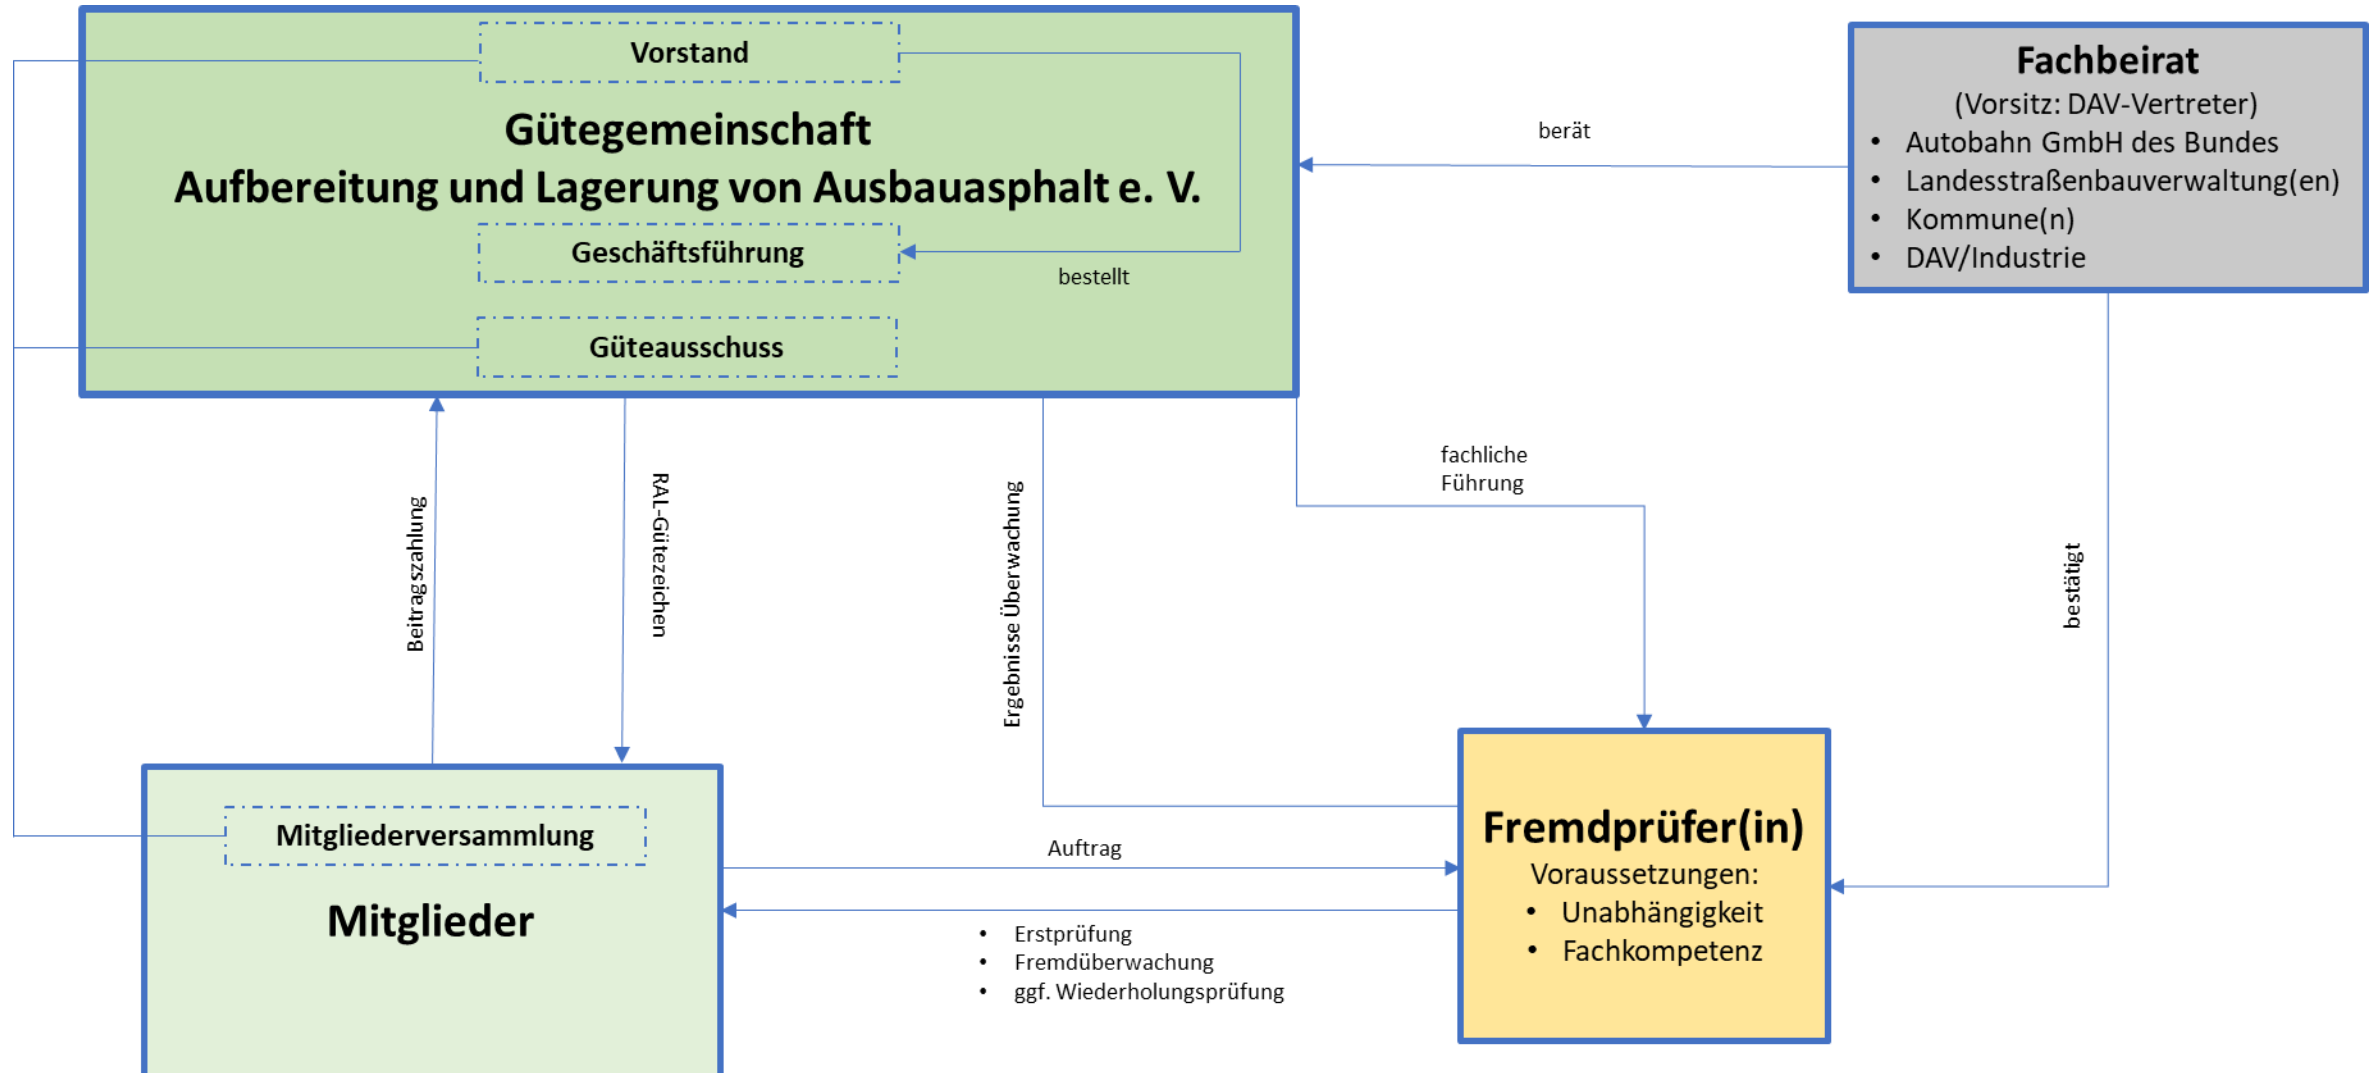 Vorstand
Gütegemeinschaft
Aufbereitung und Lagerung von Ausbauasphalt e. V.
Geschäftsführung
bestellt
Güteausschuss
berät
Fachbeirat
(Vorsitz: DAV-Vertreter)
• Autobahn GmbH des Bundes
• Landesstraßenbauverwaltung(en)
• Kommune(n)
• DAV/Industrie
Beitragszahlung
RAL-Gütezeichen
Ergebnisse Überwachung
fachliche
Führung
bestätigt
Mitgliederversammlung
Mitglieder
Auftrag
• Erstprüfung
• Fremdüberwachung
• ggf. Wiederholungsprüfung
Fremdprüfer(in)
Voraussetzungen:
• Unabhängigkeit
• Fachkompetenz